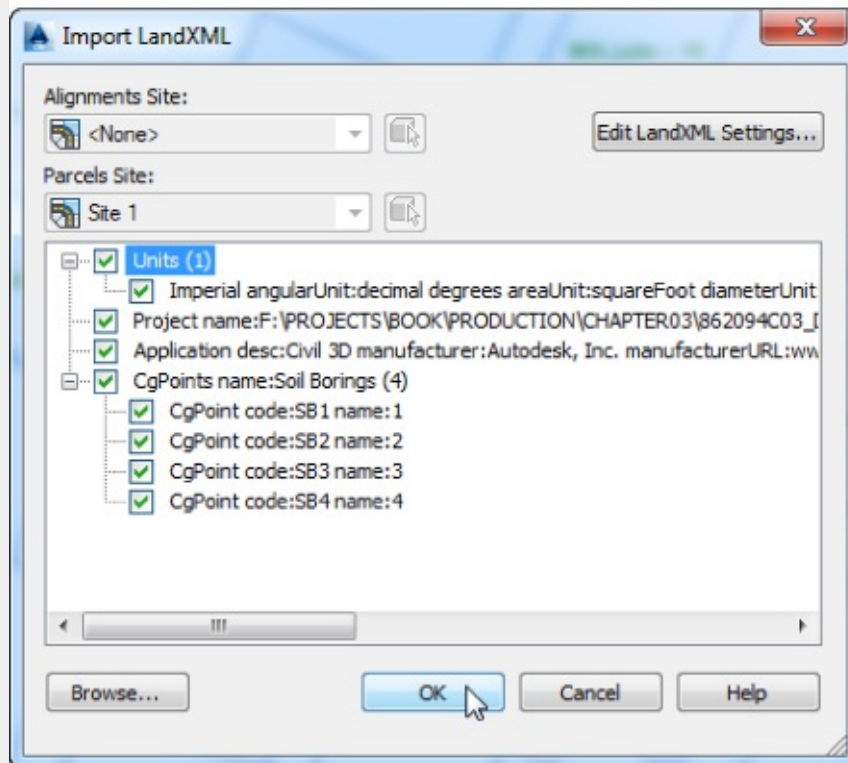 Import LandXML
Alignments Site:
<None>
Edit LandXML Settings...
Parcels Site:
Site 1
Units (1)
Imperial angularUnit:decimal degrees areaUnit:squareFoot diameterUnit
Project name:F:\PROJECTS\BOOK\PRODUCTION\CHAPTER03\862094C03_
Application desc:Civil 3D manufacturer:Autodesk, Inc. manufacturerURL:ww
CgPoints name:Soil Borings (4)
CgPoint code:SB1 name:1
CgPoint code:SB2 name:2
CgPoint code:SB3 name:3
CgPoint code:SB4 name:4
Browse...
OK
Cancel
Help